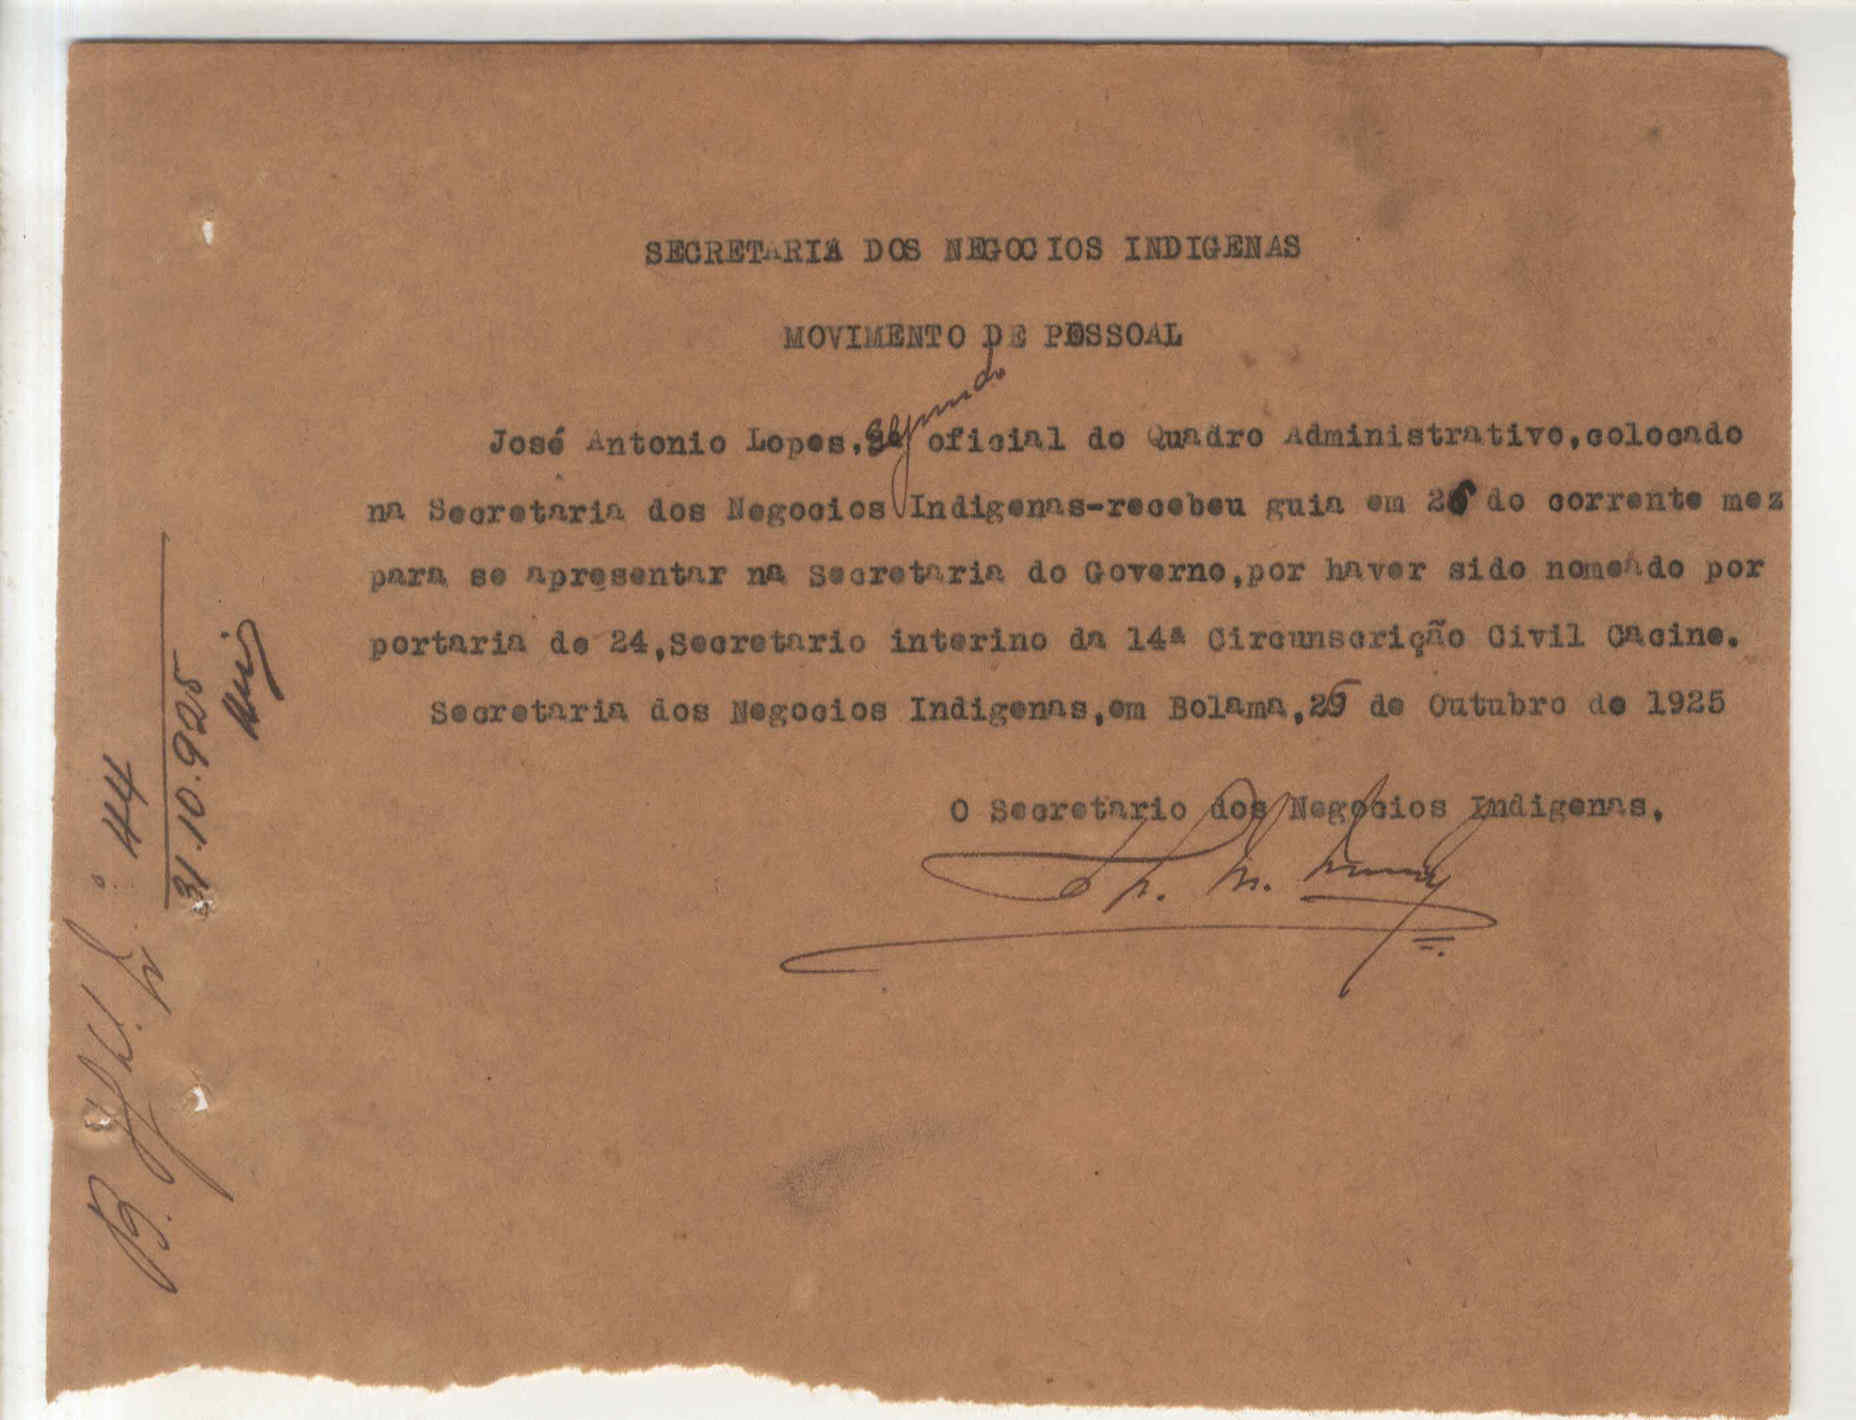 SECRETARIA DOS NEGOCIOS INDIGENAS
MOVIMENTO DE PESSOAL
José Antonio Lopes, segundo oficial do Quadro Administrativo,colocado
na Secretaria dos Negocios Indigenas-recebeu guia em 26 do corrente mez
para se apresentar na Secretaria do Governo,por haver sido nomeado por
portaria de 24,Secretario interino da 14ª Circunscrição Civil Cacine.
Secretaria dos Negocios Indigenas,em Bolama,26 de Outubro de 1925
O Secretario dos Negocios Indigenas.
B. Of. N.º 44
31.10.925